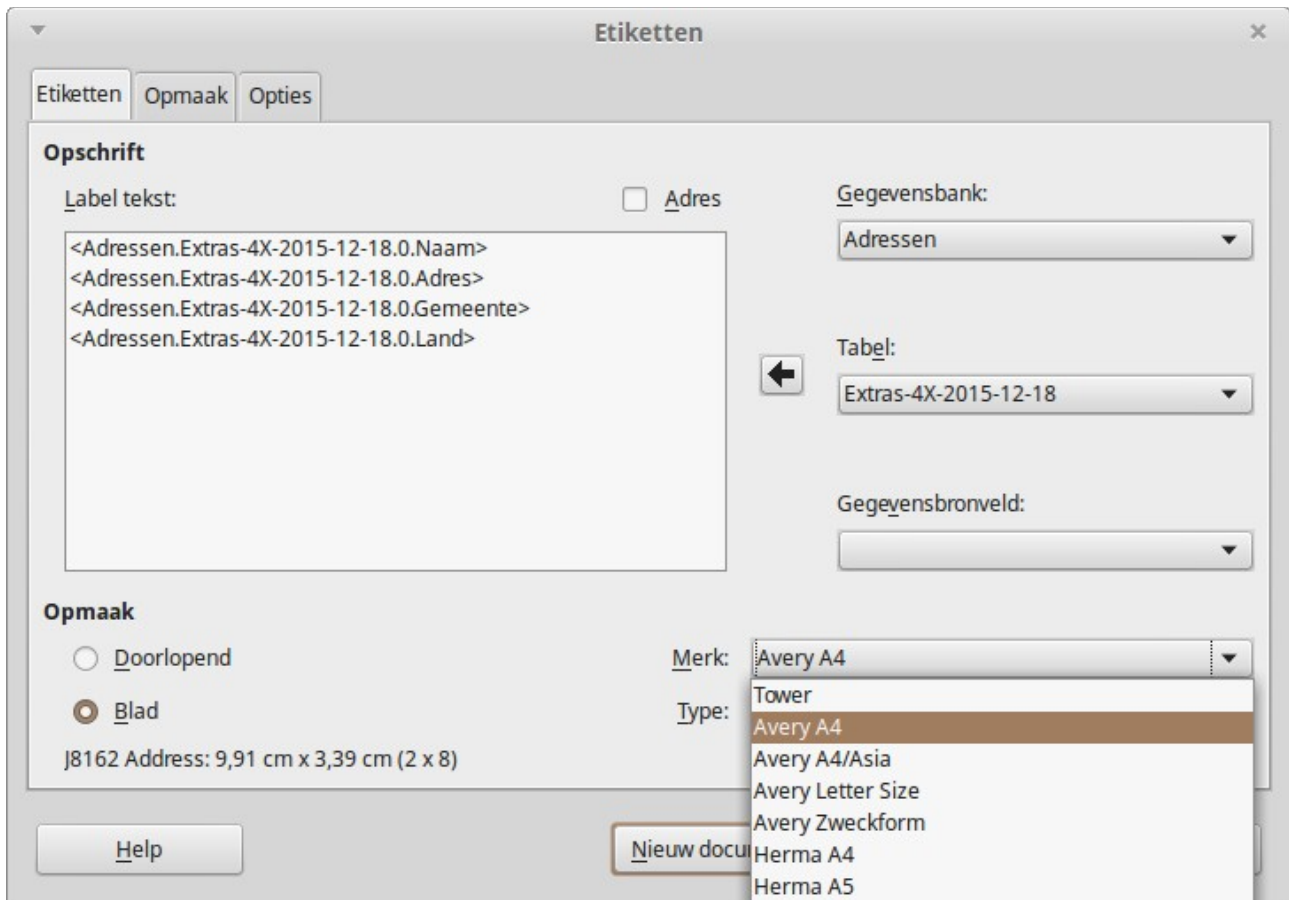 Etiketten
Etiketten Opmaak Opties
Opschrift
Label tekst:
Adres
<Adressen.Extras-4X-2015-12-18.0.Naam>
<Adressen.Extras-4X-2015-12-18.0.Adres>
<Adressen.Extras-4X-2015-12-18.0.Gemeente>
<Adressen.Extras-4X-2015-12-18.0.Land>
Gegevensbank:
Adressen
Tabel:
Extras-4X-2015-12-18
Gegevensbronveld:
Opmaak
Doorlopend
Blad
J8162 Address: 9,91 cm x 3,39 cm (2 x 8)
Merk: Avery A4
Type:
Tower
Avery A4
Avery A4/Asia
Avery Letter Size
Avery Zweckform
Herma A4
Herma A5
Help
Nieuw docu